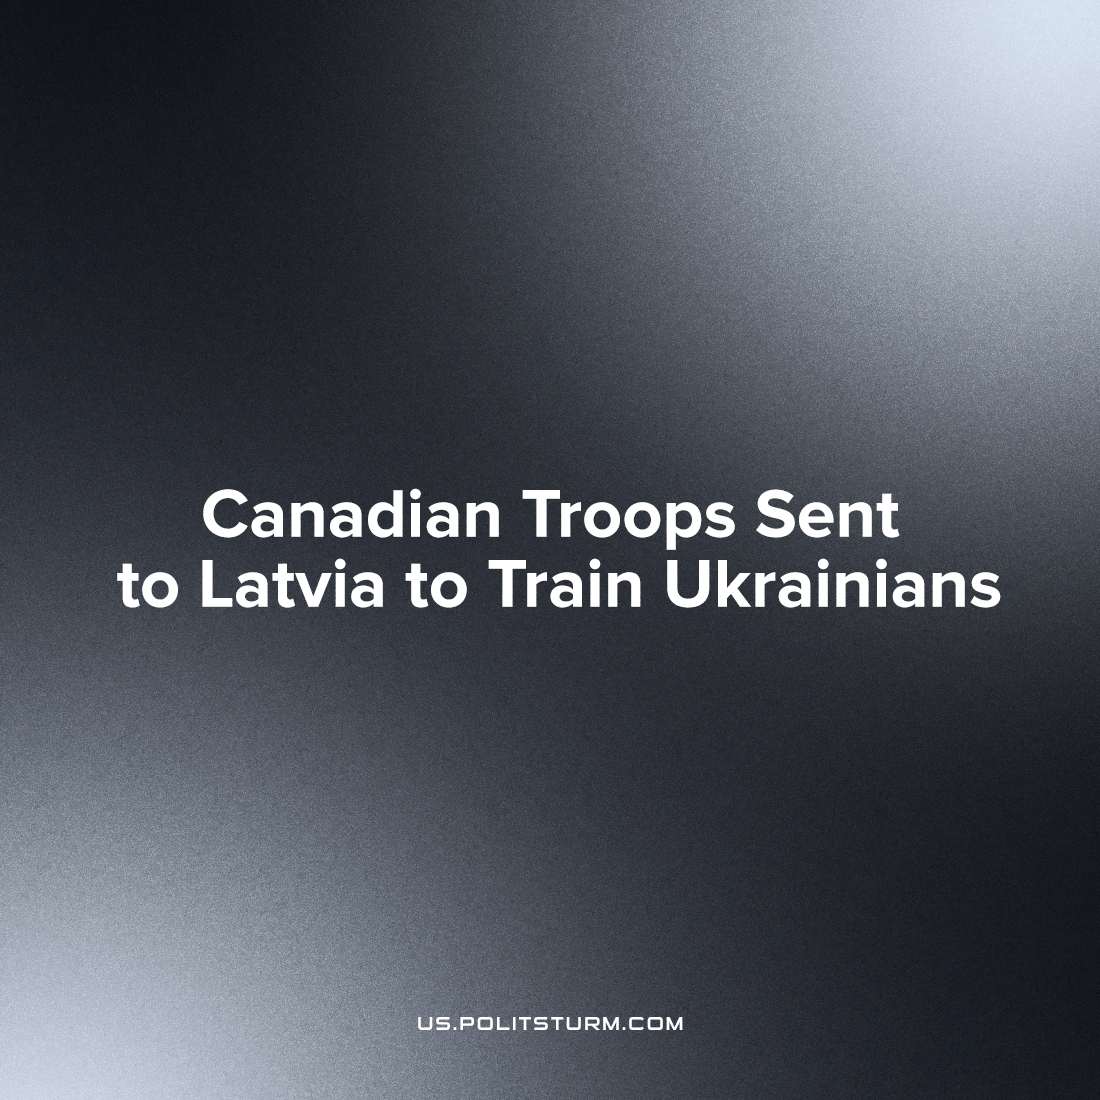 Canadian Troops Sent
to Latvia to Train Ukrainians
US.POLITSTURM.COM